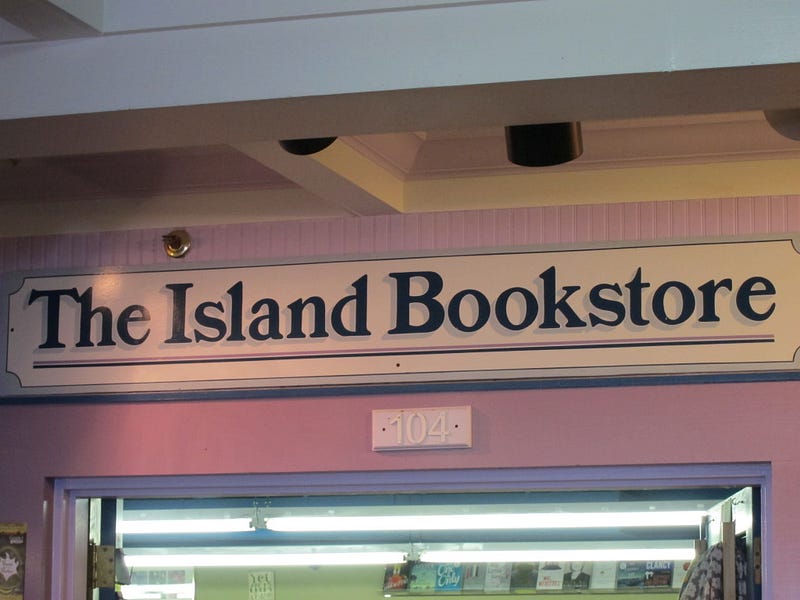 The Island Bookstore
104
CLANCY